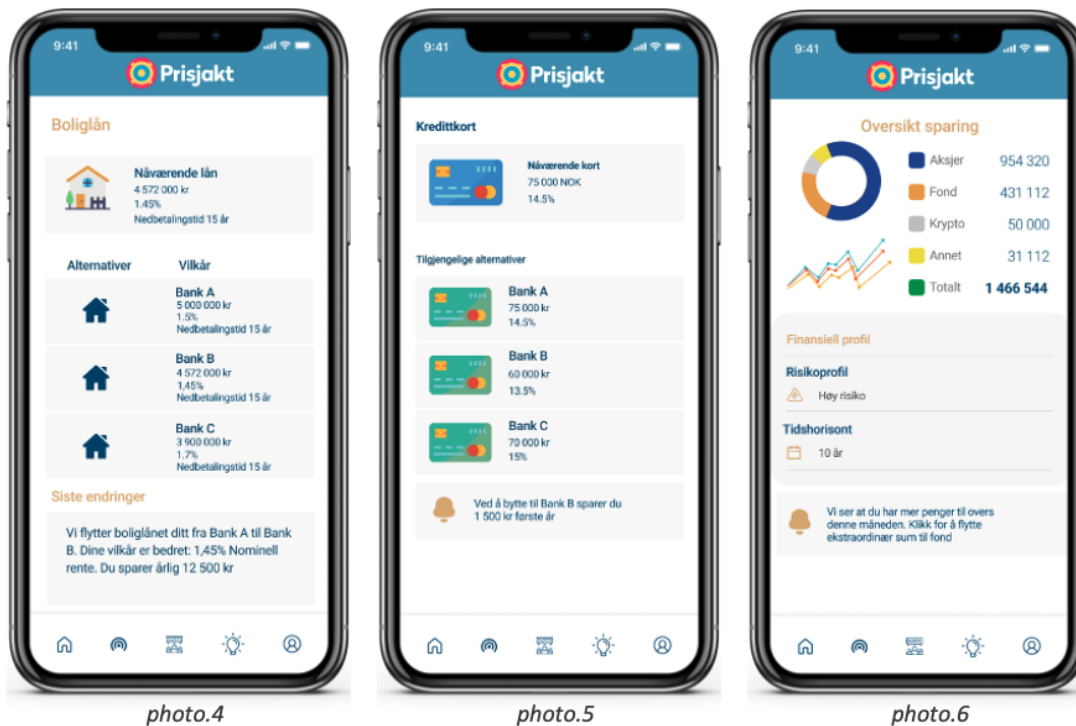 9:41
Prisjakt
Boliglån
Nåværende lån
4 572 000 kr
1.45%
Nedbetalingstid 15 år
Alternativer Vilkår
Bank A
5 000 000 kr
1.5%
Nedbetalingstid 15 år
Bank B
4 572 000 kr
1,45%
Nedbetalingstid 15 år
Bank C
3 900 000 kr
1.7%
Nedbetalingstid 15 år
Siste endringer
Vi flytter boliglånet ditt fra Bank A til Bank
B. Dine vilkår er bedret: 1,45% Nominell
rente. Du sparer årlig 12 500 kr
photo.4
9:41
Prisjakt
Kredittkort
Nåværende kort
75 000 NOK
14.5%
Tilgjengelige alternativer
Bank A
75 000 kr
14.5%
Bank B
60 000 kr
13.5%
Bank C
70 000 kr
15%
Ved å bytte til Bank B sparer du
1 500 kr første år
photo.5
9:41
Prisjakt
Oversikt sparing
Aksjer 954 320
Fond 431 112
Krypto 50 000
Annet 31 112
Totalt 1 466 544
Finansiell profil
Risikoprofil
Høy risiko
Tidshorisont
10 år
Vi ser at du har mer penger til overs
denne måneden. Klikk for å flytte
ekstraordinær sum til fond
photo.6